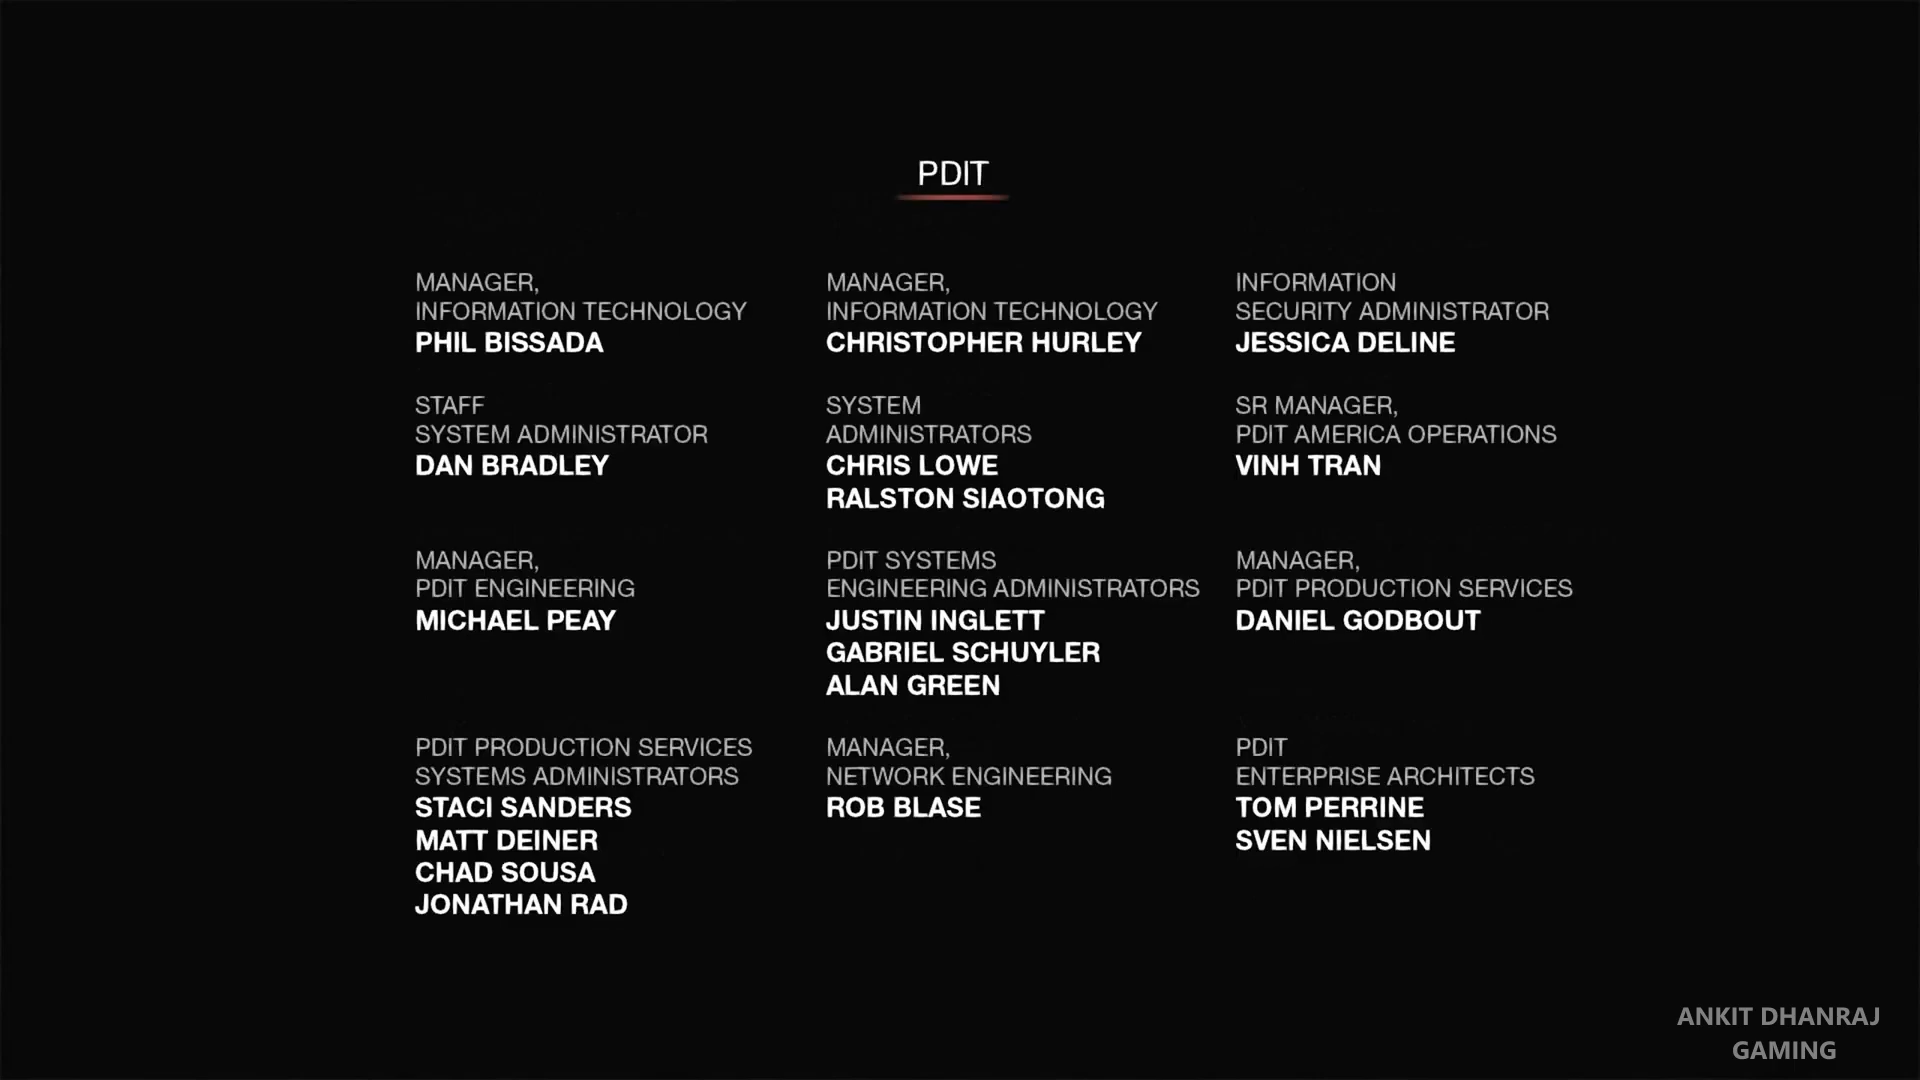 PDIT
MANAGER,
INFORMATION TECHNOLOGY
PHIL BISSADA
MANAGER,
INFORMATION TECHNOLOGY
CHRISTOPHER HURLEY
INFORMATION
SECURITY ADMINISTRATOR
JESSICA DELINE
STAFF
SYSTEM ADMINISTRATOR
DAN BRADLEY
SYSTEM
ADMINISTRATORS
CHRIS LOWE
RALSTON SIAOTONG
SR MANAGER,
PDIT AMERICA OPERATIONS
VINH TRAN
MANAGER,
PDIT ENGINEERING
MICHAEL PEAY
PDIT SYSTEMS
ENGINEERING ADMINISTRATORS
JUSTIN INGLETT
GABRIEL SCHUYLER
ALAN GREEN
MANAGER,
PDIT PRODUCTION SERVICES
DANIEL GODBOUT
PDIT PRODUCTION SERVICES
SYSTEMS ADMINISTRATORS
STACI SANDERS
MATT DEINER
CHAD SOUSA
JONATHAN RAD
MANAGER,
NETWORK ENGINEERING
ROB BLASE
PDIT
ENTERPRISE ARCHITECTS
TOM PERRINE
SVEN NIELSEN
ANKIT DHANRAJ
GAMING